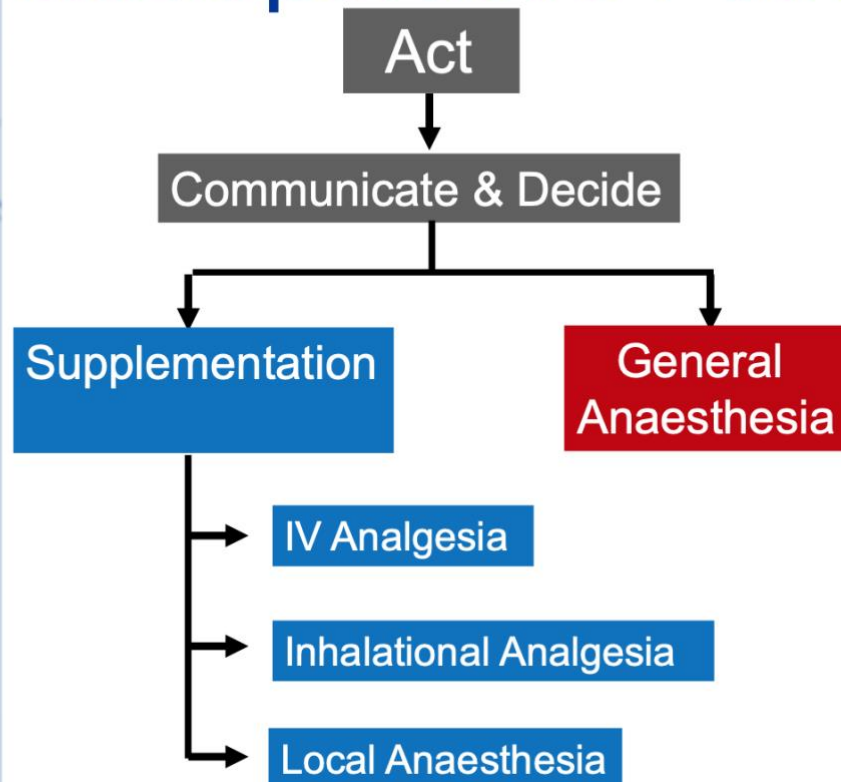 Act
Communicate & Decide
Supplementation
General
Anaesthesia
IV Analgesia
Inhalational Analgesia
Local Anaesthesia